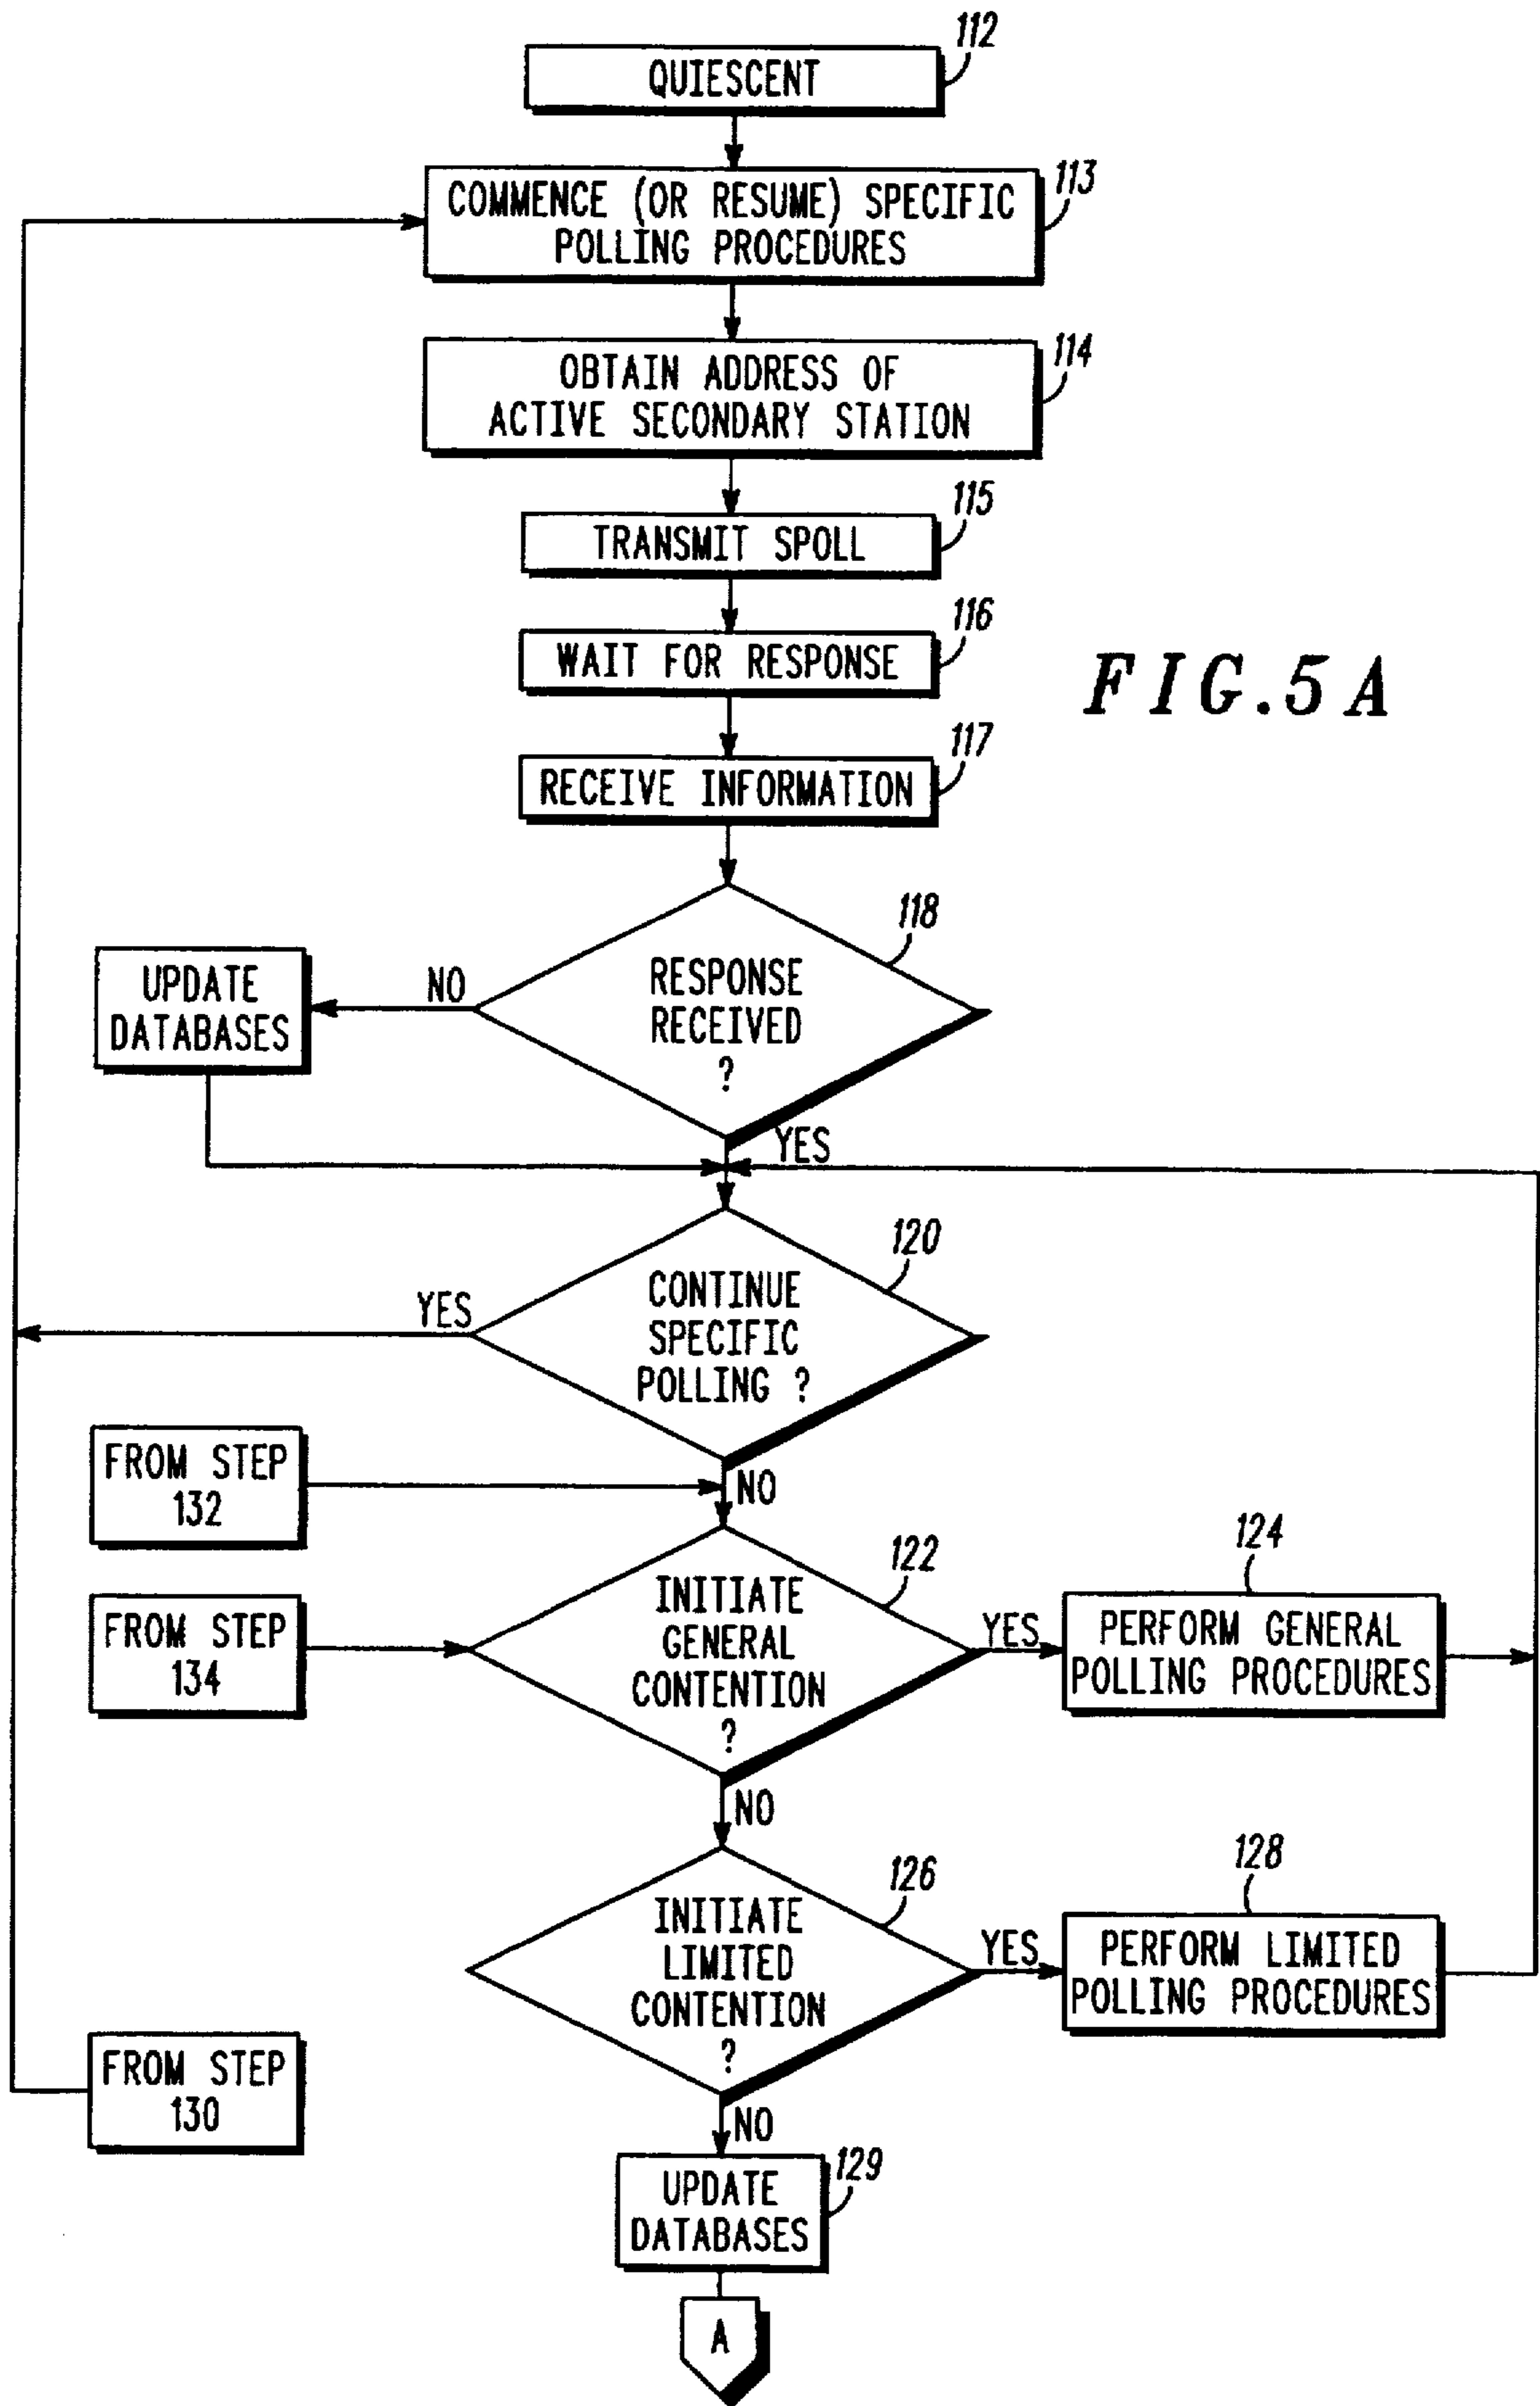 112
QUIESCENT
113
COMMENCE (OR RESUME) SPECIFIC
POLLING PROCEDURES
114
OBTAIN ADDRESS OF
ACTIVE SECONDARY STATION
115
TRANSMIT SPOLL
116
WAIT FOR RESPONSE
FIG.5A
117
RECEIVE INFORMATION
118
RESPONSE
RECEIVED
?
NO
UPDATE
DATABASES
YES
120
CONTINUE
SPECIFIC
POLLING ?
YES
NO
FROM STEP
132
122
INITIATE
GENERAL
CONTENTION
?
FROM STEP
134
YES
124
PERFORM GENERAL
POLLING PROCEDURES
NO
126
INITIATE
LIMITED
CONTENTION
?
YES
128
PERFORM LIMITED
POLLING PROCEDURES
FROM STEP
130
NO
129
UPDATE
DATABASES
A